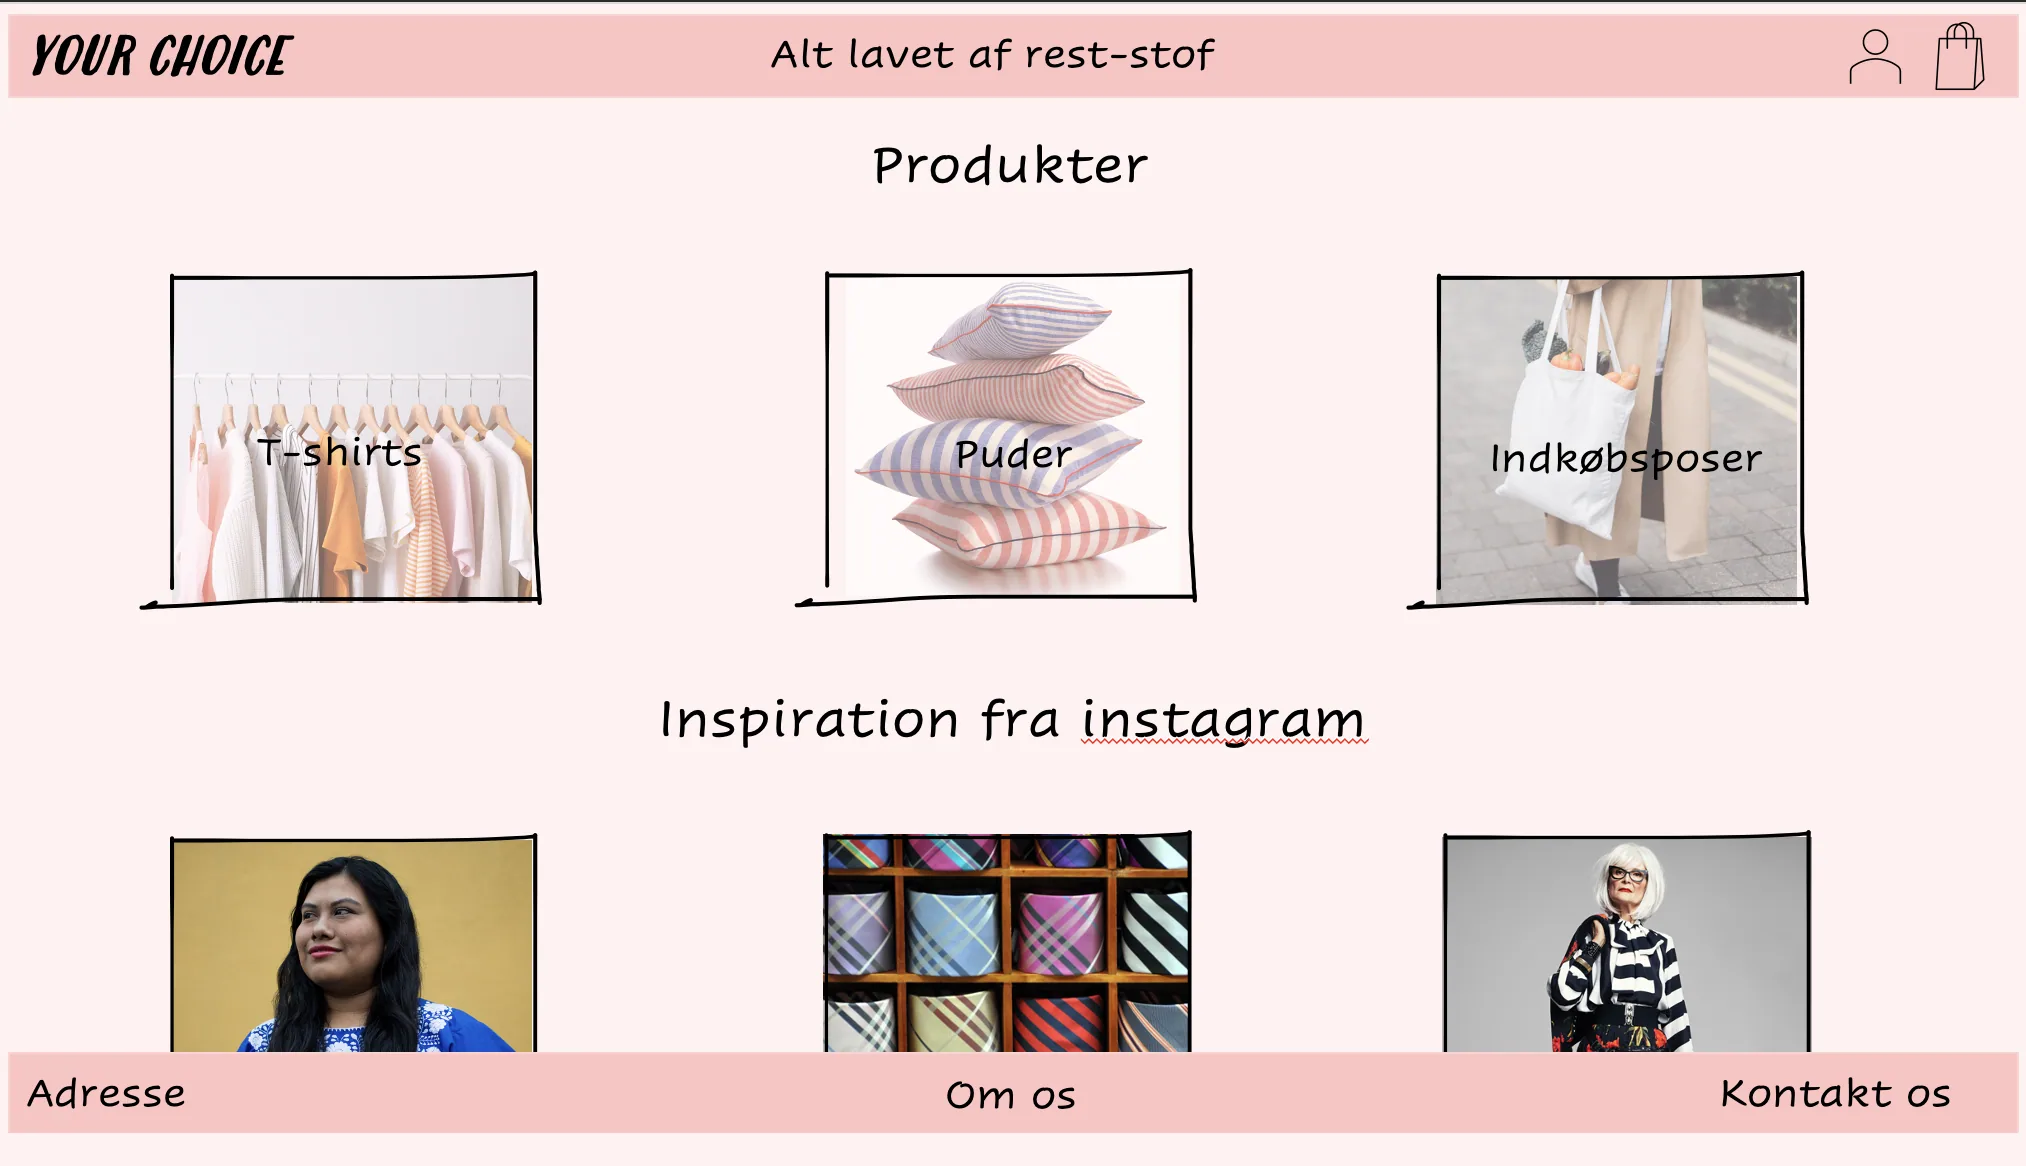 YOUR CHOICE
Alt lavet af rest-stof
Produkter
T-shirts
Puder
Indkøbsposer
Inspiration fra instagram
Adresse
Om os
Kontakt os